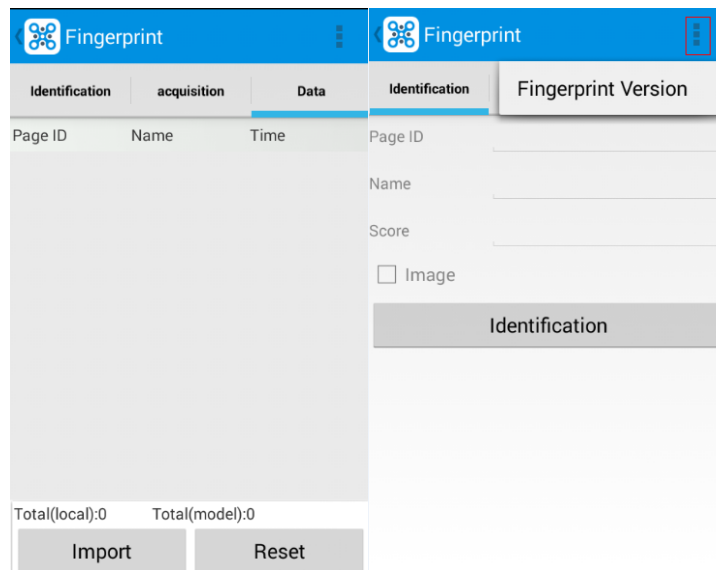 Fingerprint
Identification acquisition Data
Page ID Name Time
Total(local):0 Total(model):0
Import Reset
Fingerprint
Identification Fingerprint Version
Page ID
Name
Score
Image
Identification